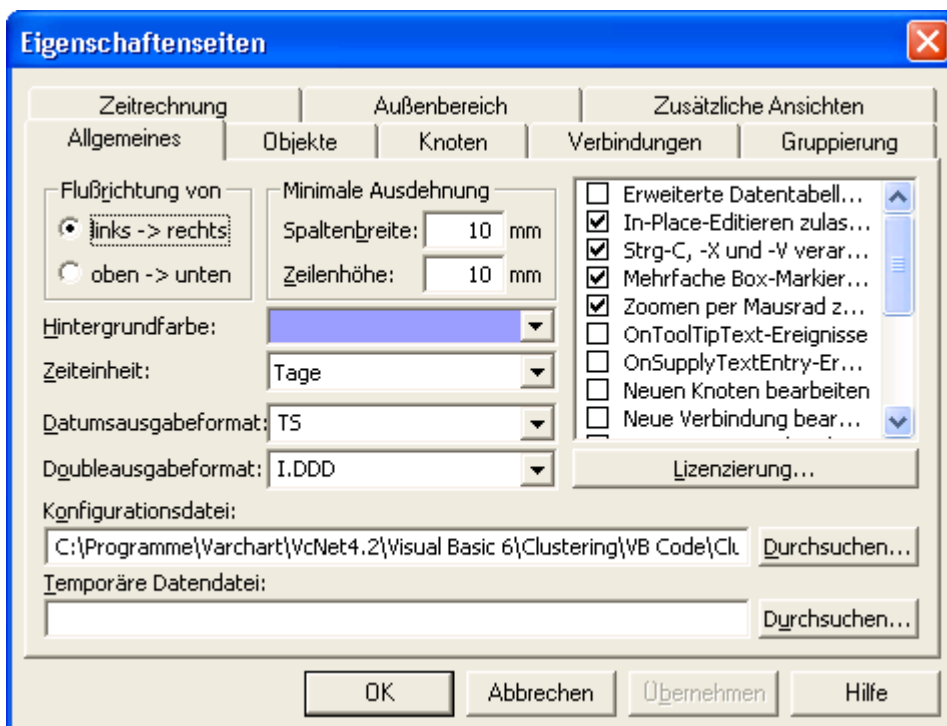 Eigenschaftenseiten
Zeitrechnung Außenbereich Zusätzliche Ansichten
Allgemeines Objekte Knoten Verbindungen Gruppierung
Flußrichtung von
links -> rechts
oben -> unten
Minimale Ausdehnung
Spaltenbreite: 10 mm
Zeilenhöhe: 10 mm
Erweiterte Datentabell...
In-Place-Editieren zulas...
Strg-C, -X und -V verar...
Mehrfache Box-Markier...
Zoomen per Mausrad z...
OnToolTipText-Ereignisse
OnSupplyTextEntry-Er...
Neuen Knoten bearbeiten
Neue Verbindung bear...
Hintergrundfarbe:
Zeiteinheit: Tage
Datumsausgabeformat: TS
Doubleausgabeformat: I.DDD
Lizenzierung...
Konfigurationsdatei:
C:\Programme\Varchart\VcNet4.2\Visual Basic 6\Clustering\VB Code\Clu Durchsuchen...
Temporäre Datendatei:
Durchsuchen...
OK Abbrechen Übernehmen Hilfe